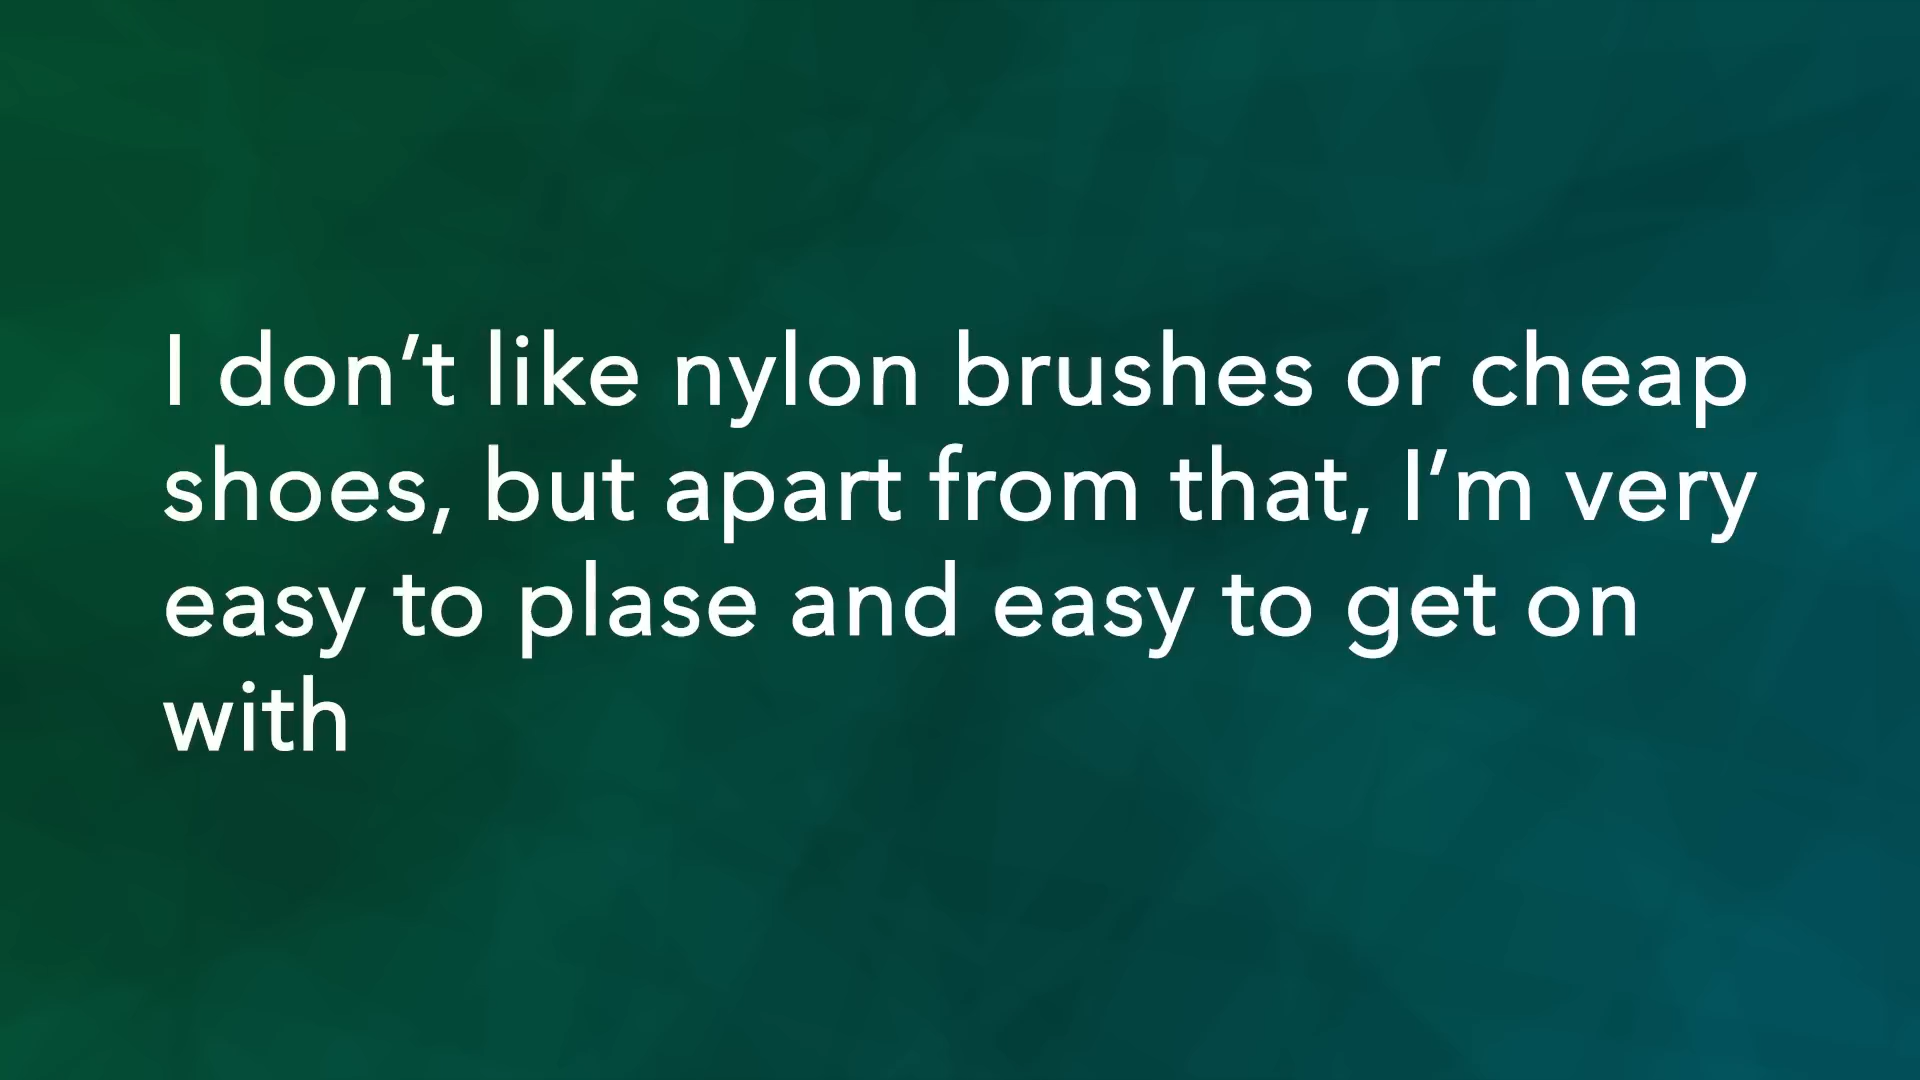 I don’t like nylon brushes or cheap
shoes, but apart from that, I’m very
easy to plase and easy to get on
with